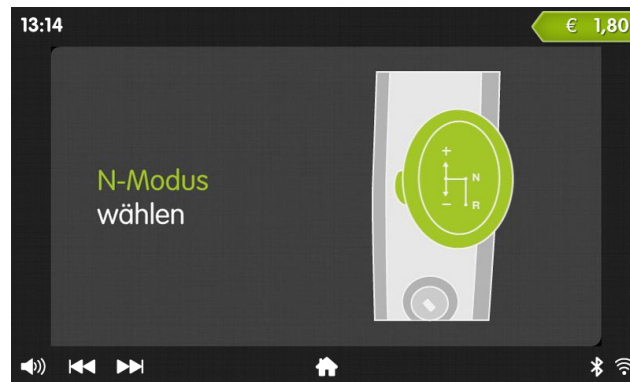 13:14
€ 1,80
N-Modus
wählen
+
N
−
R